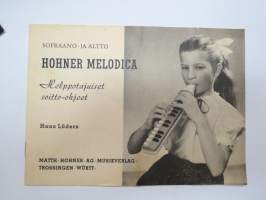 SOPRAANO- JA ALTTO
HOHNER MELODICA
Helppotajuiset
soitto-ohjeet
Hans Lüders
MATTH · HOHNER · AG · MUSIKVERLAG ·
TROSSINGEN · WÜRTT ·